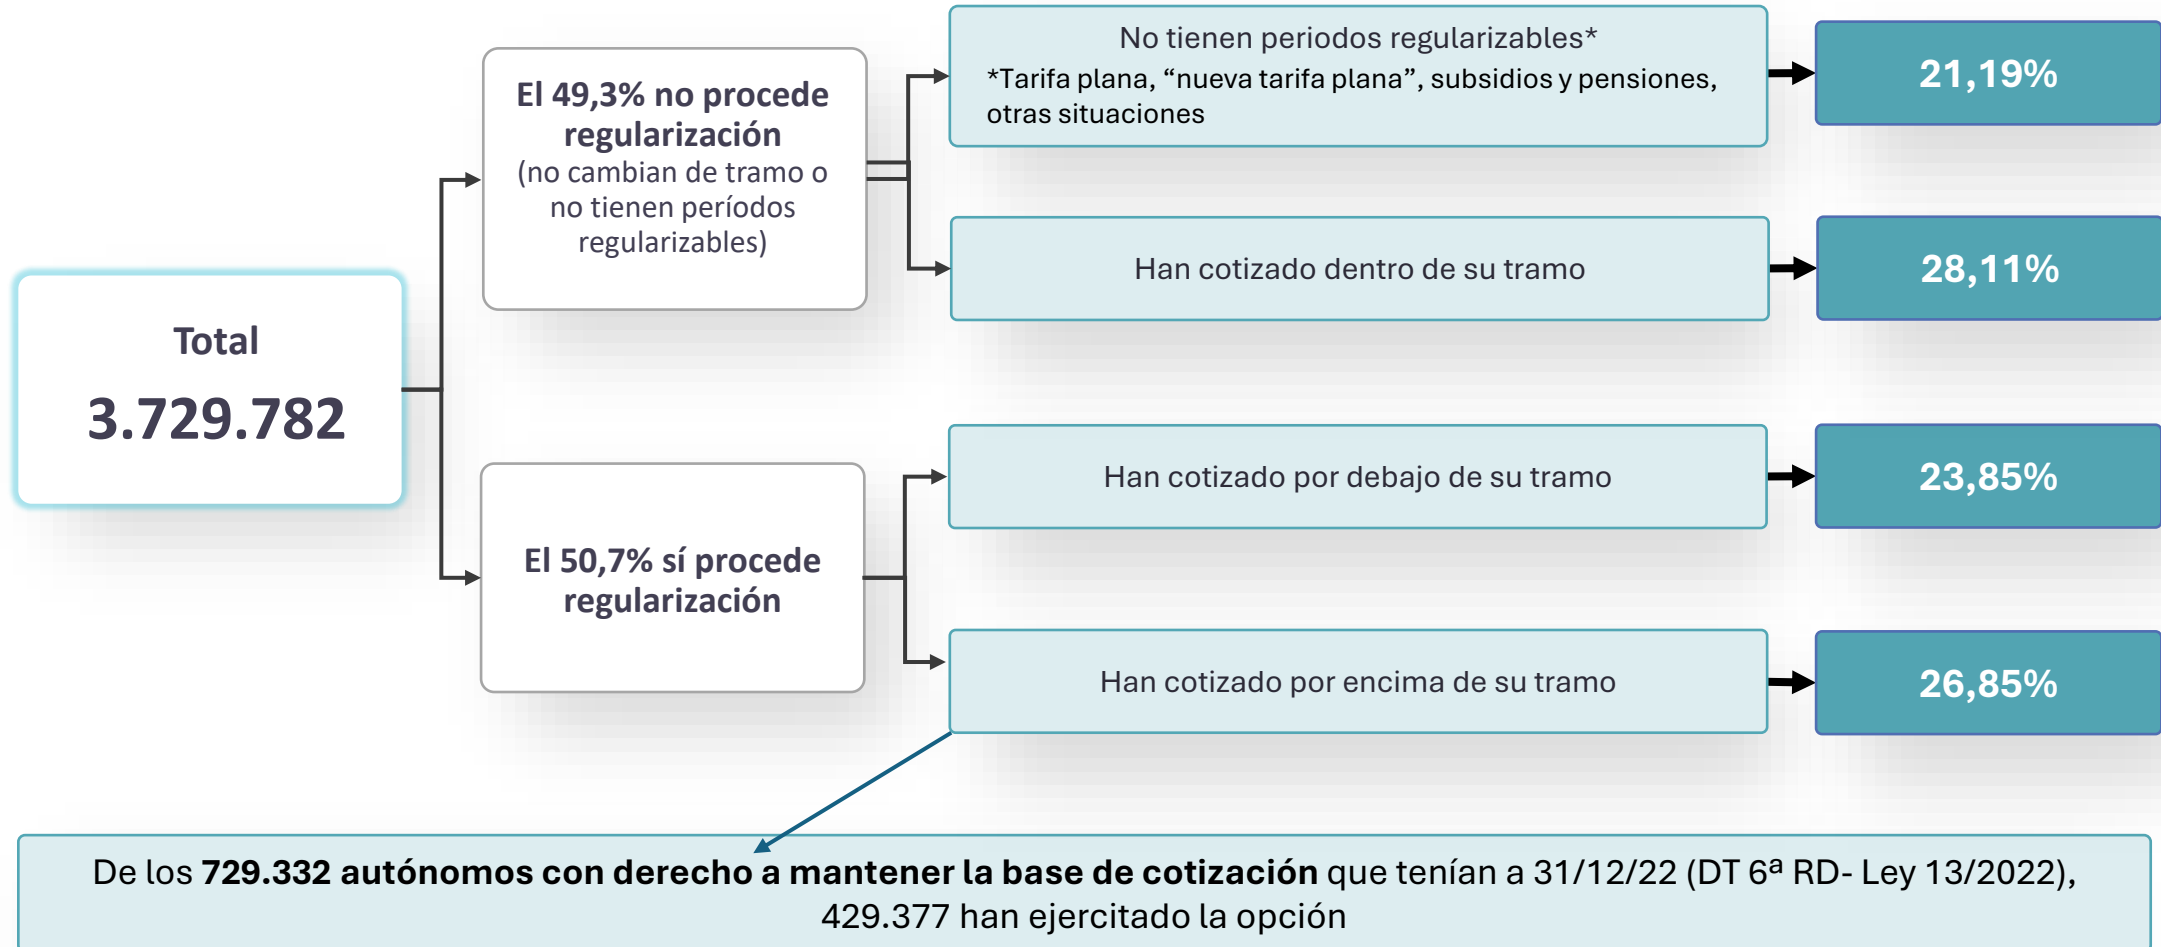 Total
3.729.782
El 49,3% no procede
regularización
(no cambian de tramo o
no tienen períodos
regularizables)
No tienen periodos regularizables*
*Tarifa plana, “nueva tarifa plana”, subsidios y pensiones,
otras situaciones
21,19%
Han cotizado dentro de su tramo
28,11%
El 50,7% sí procede
regularización
Han cotizado por debajo de su tramo
23,85%
Han cotizado por encima de su tramo
26,85%
De los 729.332 autónomos con derecho a mantener la base de cotización que tenían a 31/12/22 (DT 6ª RD- Ley 13/2022),
429.377 han ejercitado la opción